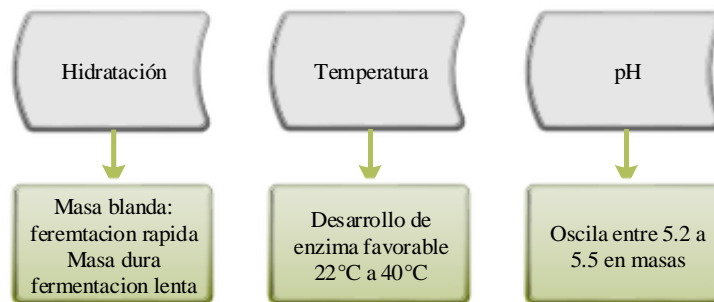 Hidratación
Temperatura
pH
Masa blanda:
feremtacion rapida
Masa dura
fermentacion lenta
Desarrollo de
enzima favorable
22°C a 40°C
Oscila entre 5.2 a
5.5 en masas